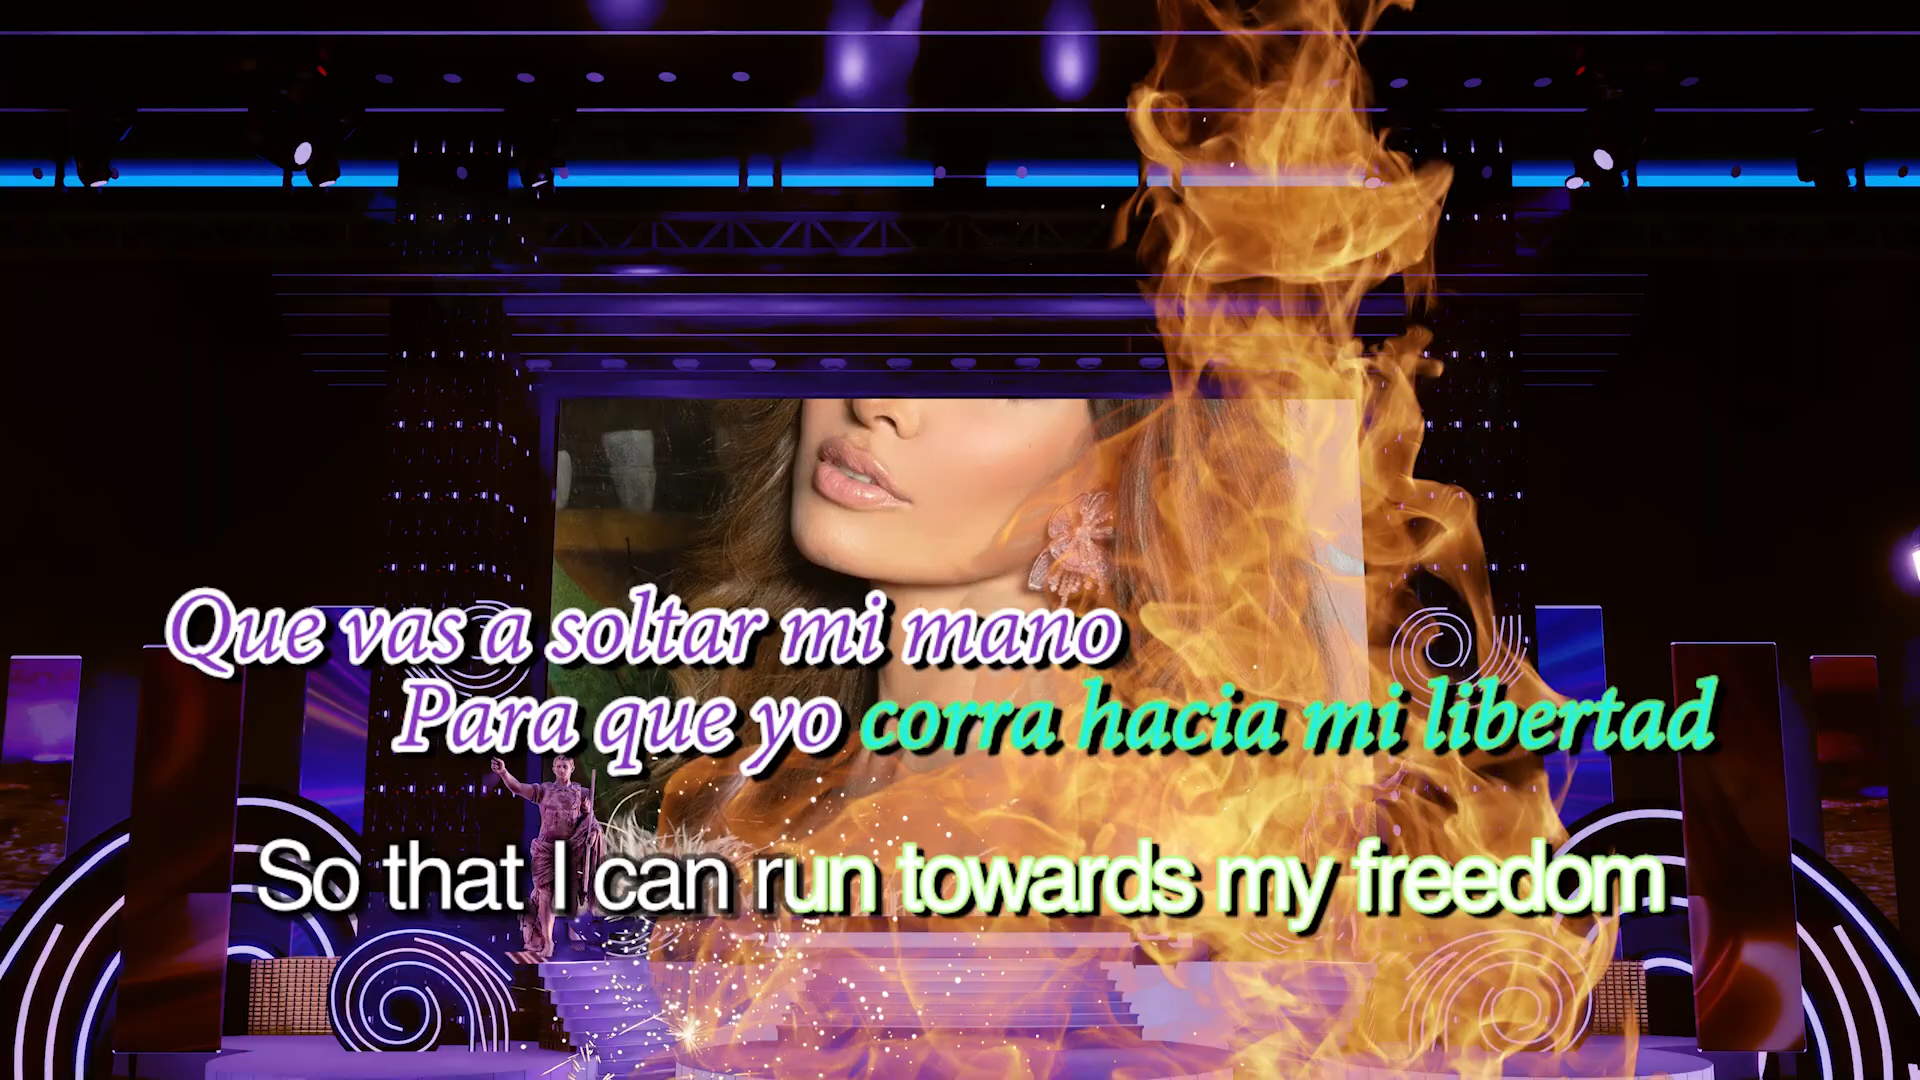 Que vas a soltar mi mano
Para que yo corra hacia mi libertad
So that I can run towards my freedom